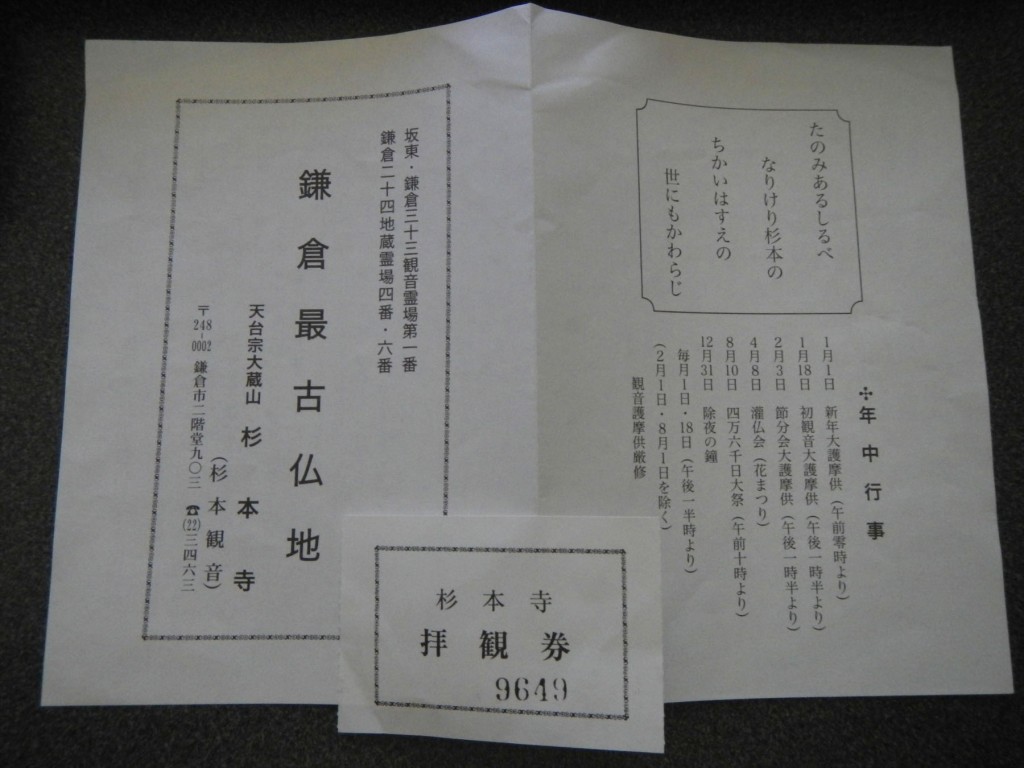 たのみあるしるべ
なりけり杉本の
ちかいはすえの
世にもかわらじ
年中行事
1月1日 新年大護摩供(午前零時より)
1月18日 初観音大護摩供(午後一時半より)
2月3日 節分会大護摩供(午後一時半より)
4月8日 灌仏会(花まつり)
8月10日 四万六千日大祭(午前十時より)
12月31日 除夜の鐘
毎月1日・18日(午後一半時より)
(2月1日・8月1日を除く)
観音護摩供厳修
坂東・鎌倉三十三観音霊場第一番
鎌倉二十四地蔵霊場四番・六番
鎌倉最古仏地
天台宗大蔵山 杉本寺
(杉本観音)
〒248-0002 鎌倉市二階堂九〇三 ☎(22)三四六三
杉本寺
拝観券
9649